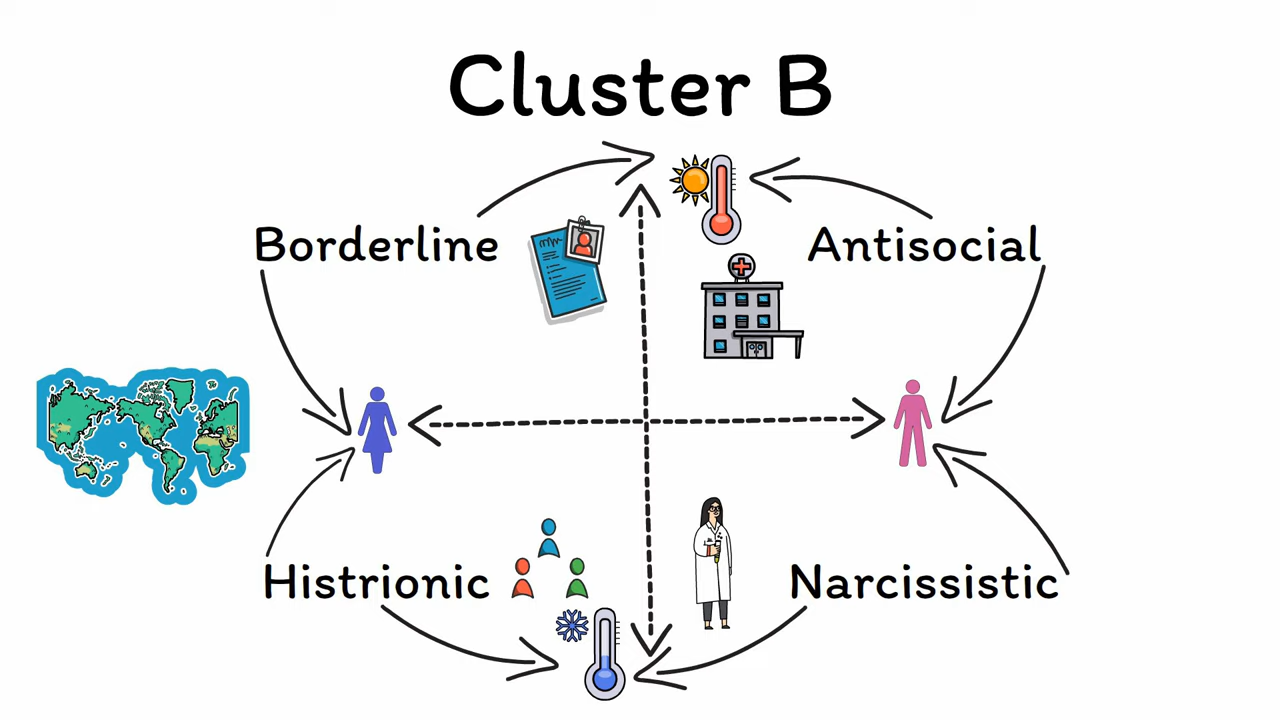 Cluster B
Borderline
Antisocial
Histrionic
Narcissistic